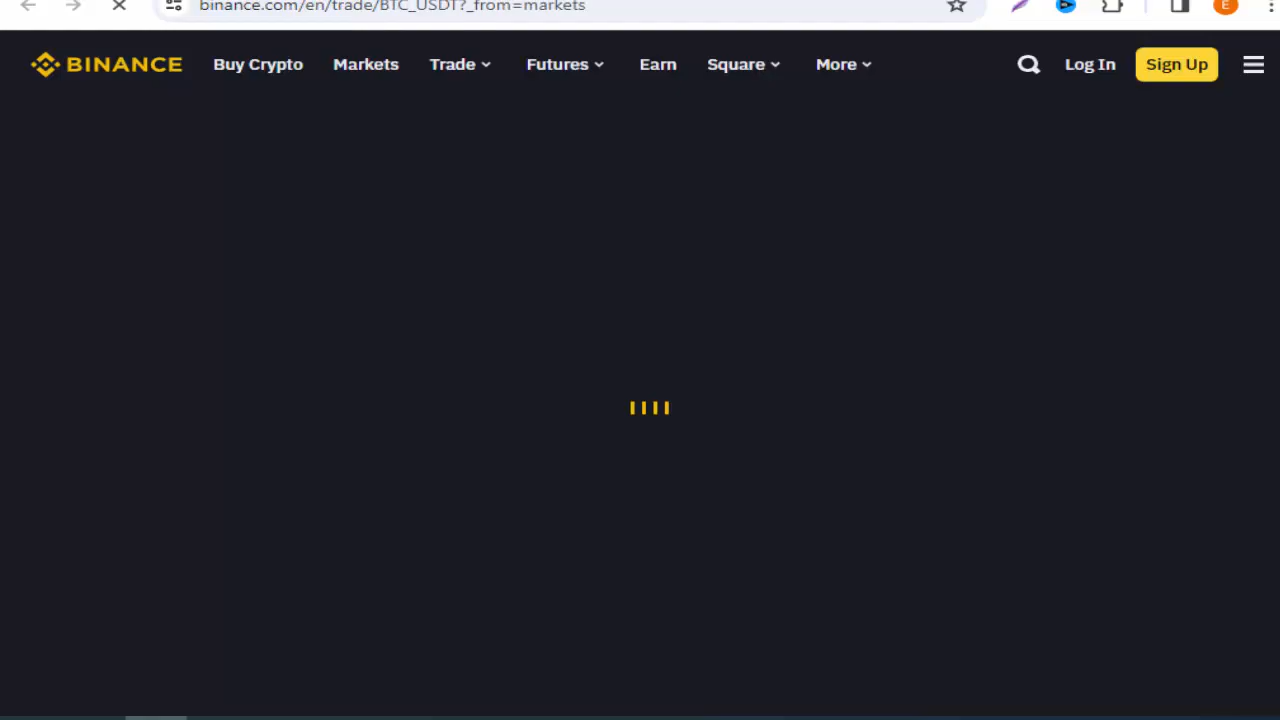 binance.com/en/trade/BTC_USDT?_from=markets
E
BINANCE Buy Crypto Markets Trade Futures Earn Square More Log In Sign Up